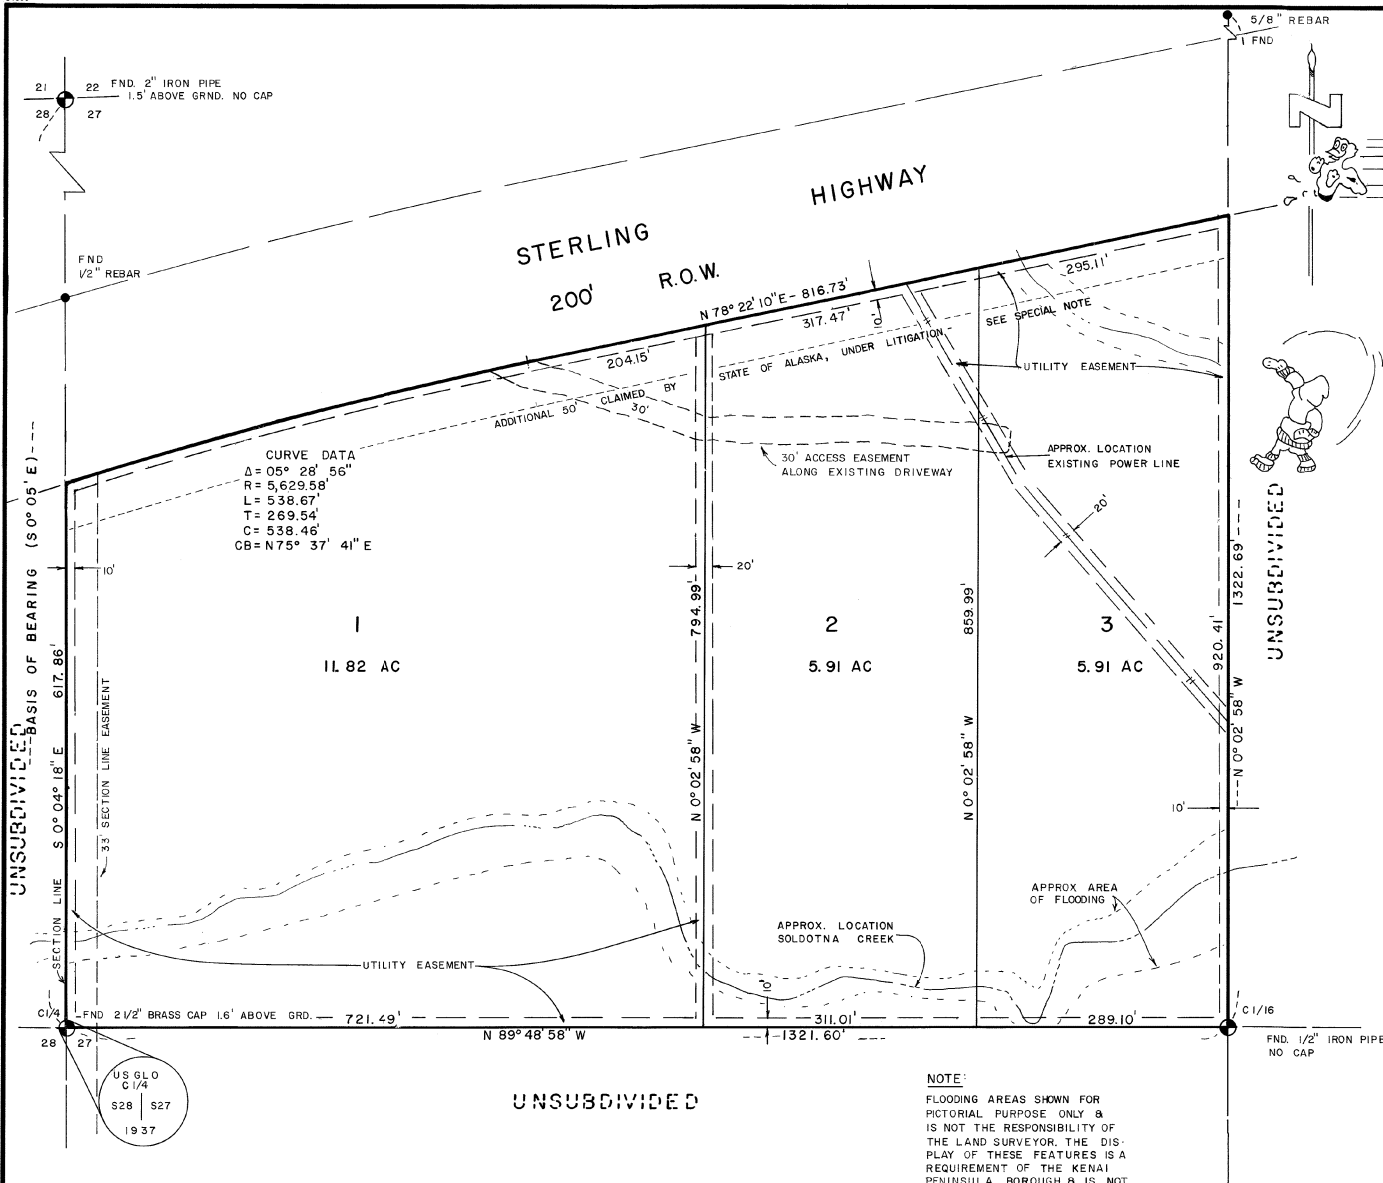 5/8" REBAR
FND
21 22 FND. 2" IRON PIPE
1.5' ABOVE GRND. NO CAP
28 27
N
HIGHWAY
STERLING
200' R.O.W.
FND
1/2" REBAR
N 78° 22' 10" E - 816.73'
295.11'
317.47'
10'
204.15'
SEE SPECIAL NOTE
STATE OF ALASKA, UNDER LITIGATION
ADDITIONAL 50' CLAIMED BY
30'
UTILITY EASEMENT
CURVE DATA
Δ= 05° 28' 56"
R= 5,629.58'
L= 538.67'
T= 269.54'
C= 538.46'
CB= N75° 37' 41" E
30' ACCESS EASEMENT
ALONG EXISTING DRIVEWAY
APPROX. LOCATION
EXISTING POWER LINE
20'
10'
20'
BASIS OF BEARING (S 0° 05' E)
617.86'
S 0° 04' 18" E
SECTION LINE
33' SECTION LINE EASEMENT
UNSUBDIVIDED
1
11.82 AC
794.99'
N 0° 02' 58" W
2
5.91 AC
859.99'
N 0° 02' 58" W
3
5.91 AC
920.41'
1322.69'
N 0° 02' 58" W
UNSUBDIVIDED
10'
APPROX AREA
OF FLOODING
APPROX. LOCATION
SOLDOTNA CREEK
UTILITY EASEMENT
10'
C1/4 FND 2 1/2" BRASS CAP 1.6' ABOVE GRD.
721.49'
311.01'
289.10'
C 1/16
28 27
N 89° 48' 58" W
1321.60'
FND. 1/2" IRON PIPE
NO CAP
US GLO
C 1/4
S28 S27
1937
UNSUBDIVIDED
NOTE:
FLOODING AREAS SHOWN FOR
PICTORIAL PURPOSE ONLY &
IS NOT THE RESPONSIBILITY OF
THE LAND SURVEYOR. THE DIS-
PLAY OF THESE FEATURES IS A
REQUIREMENT OF THE KENAI
PENINSULA BOROUGH & IS NOT